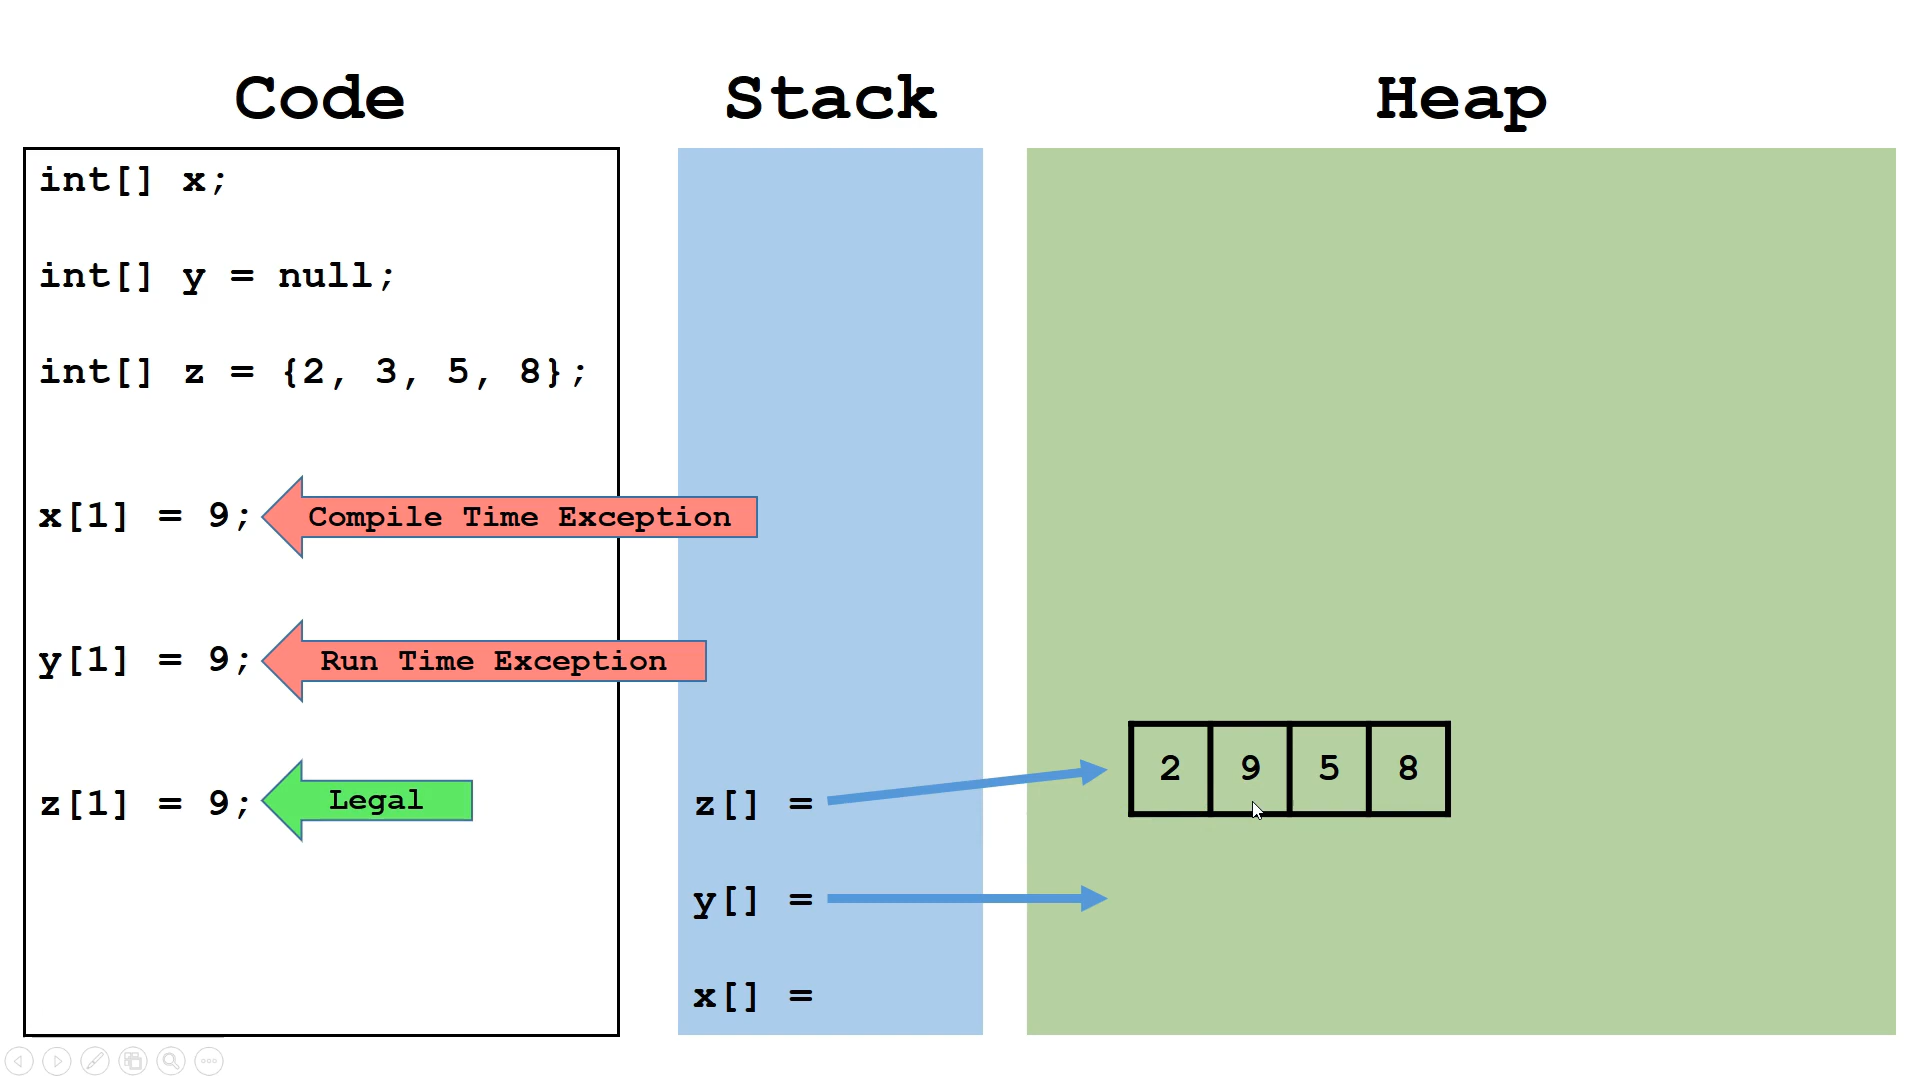 Code
int[] x;
int[] y = null;
int[] z = {2, 3, 5, 8};
x[1] = 9;
Compile Time Exception
y[1] = 9;
Run Time Exception
z[1] = 9;
Legal
Stack
z[] =
y[] =
x[] =
Heap
2 9 5 8